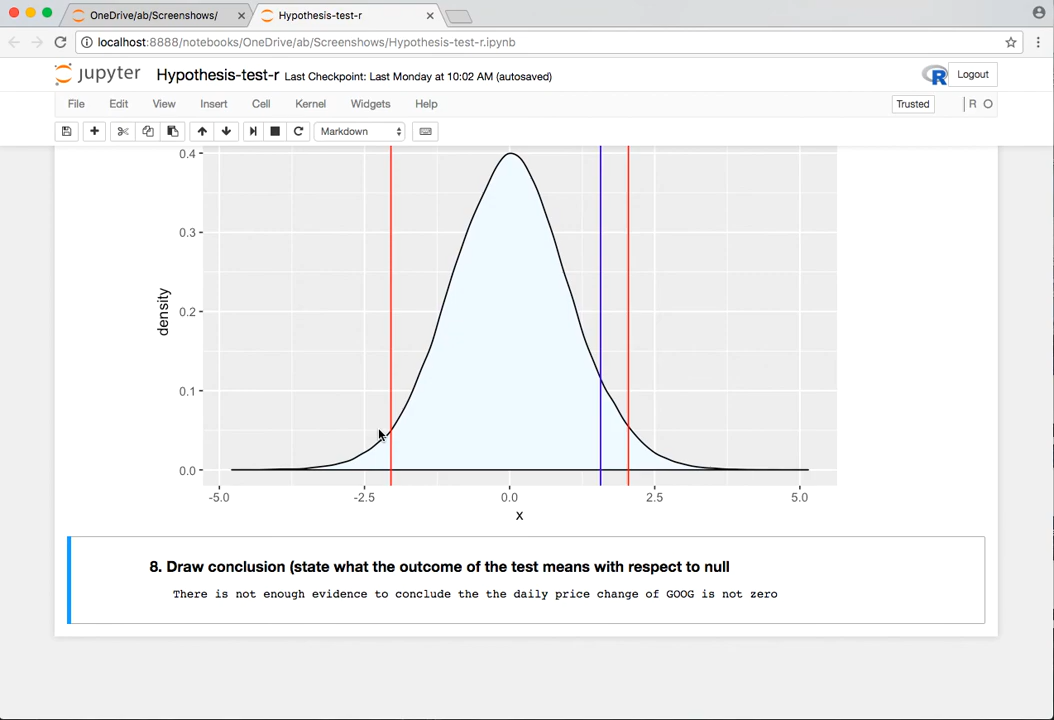 OneDrive/ab/Screenshows/
Hypothesis-test-r
localhost:8888/notebooks/OneDrive/ab/Screenshows/Hypothesis-test-r.ipynb
jupyter Hypothesis-test-r Last Checkpoint: Last Monday at 10:02 AM (autosaved)
R
Logout
File Edit View Insert Cell Kernel Widgets Help
Trusted
R
Markdown
0.4
0.3
0.2
0.1
0.0
density
-5.0 -2.5 0.0 2.5 5.0
x
8. Draw conclusion (state what the outcome of the test means with respect to null
There is not enough evidence to conclude the the daily price change of GOOG is not zero